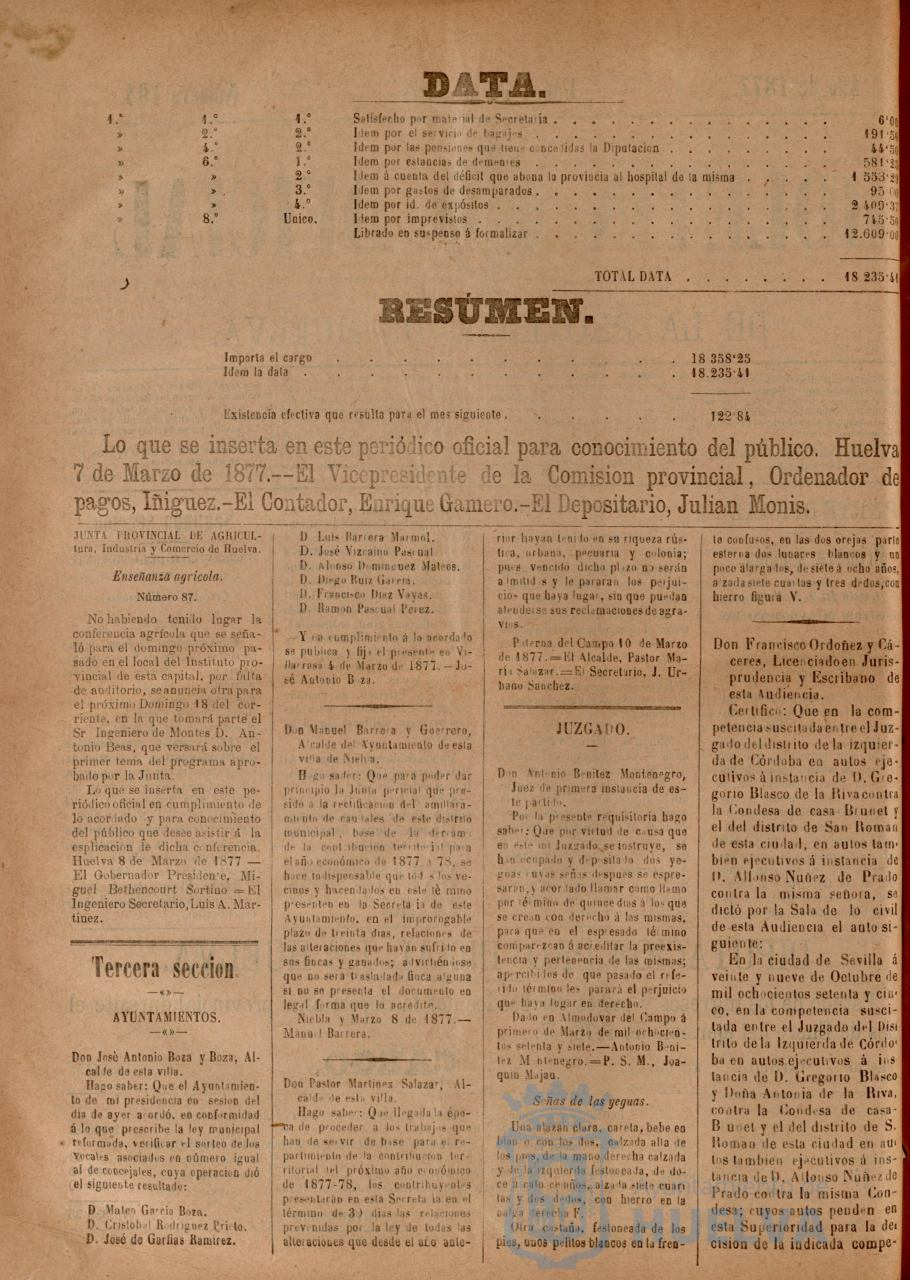 DATA.
1.º 1.º 1.º Satisfecho por material de Secretaria . . . . . . . . . . . . . . 6‘00
» 2.º 2.º Idem por el servicio de bagajes . . . . . . . . . . . . . . 191‘50
» 4.º 2.º Idem por las pensiones que tiene concedidas la Diputacion . . . . . . . . . 44‘50
» 6.º 1.º Idem por estancias de dementes . . . . . . . . . . . . . . 581‘23
» » 2.º Idem á cuenta del déficit que abona la provincia al hospital de la misma . . . . . 1 553‘29
» » 3.º Idem por gastos de desamparados . . . . . . . . . . . . . . 95‘00
» » 4.º Idem por id. de expósitos . . . . . . . . . . . . . . 2 409‘37
» 8.º Unico. Idem por imprevistos . . . . . . . . . . . . . . 745‘50
Librado en suspenso á formalizar . . . . . . . . . . . . . . 12.609‘00
TOTAL DATA . . . . . . . . 18 235‘41
RESÚMEN.
Importa el cargo . . . . . . . . . . . . 18 358‘25
Idem la data . . . . . . . . . . . . . 18.235‘41
Existencia efectiva que resulta para el mes siguiente . . . . . . 122‘84
Lo que se inserta en este periódico oficial para conocimiento del público. Huelva
7 de Marzo de 1877.--El Vicepresidente de la Comision provincial, Ordenador de
pagos, Iñiguez.-El Contador, Enrique Gamero.-El Depositario, Julian Monis.
JUNTA PROVINCIAL DE AGRICUL-
tura, Industria y Comercio de Huelva.
Enseñanza agrícola.
Número 87.
No habiendo tenido lugar la
conferencia agrícola que se seña-
ló para el domingo próximo pa-
sado en el local del Instituto pro-
vincial de esta capital, por falta
de auditorio, se anuncia otra para
el próximo Domingo 18 del cor-
riente, en la que tomará parte el
Sr Ingeniero de Montes D. An-
tonio Beas, que versará sobre el
primer tema del programa apro-
bado por la Junta.
Lo que se inserta en este pe-
riódico oficial en cumplimiento de
lo acordado y para conocimiento
del público que desee asistir á la
esplicacion de dicha conferencia.
Huelva 8 de Marzo de 1877 —
El Gobernador Presidente, Mi-
guel Bethencourt Sortino = El
Ingeniero Secretario, Luis A. Mar-
tinez.
Tercera seccion.
—«»—
AYUNTAMIENTOS.
—«»—
Don Josè Antonio Boza y Boza, Al-
calde de esta villa.
Hago saber: Que el Ayuntamien-
to de mi presidencia en sesion del
dia de ayer a ordó, en conformidad
á lo que prescribe la ley municipal
reformada, verificar el sorteo de los
Vocales asociados en número igual
al de concejales, cuya operacion dió
el siguiente resultado:
D. Mateo Garcia Boza.
D. Cristobal Rodriguez Prieto.
D. José de Garfias Ramirez.
D Luis Barrera Marmol.
D. José Vizcaino Pascual.
D. Alonso Dominguez Mateos.
D. Diego Ruiz Garcia.
D. Francisco Diaz Vayas.
D. Ramon Pascual Perez.
Y en cumplimiento á lo acordado
se publica y fija el presente en Vi-
llarrasa 4 de Marzo de 1877.—Jo-
sé Antonio Boza.
Don Manuel Barrera y Guerrero,
Alcalde del Ayuntamiento de esta
villa de Niebla.
Hago saber: Que para poder dar
principio la Junta pericial que pre-
sido a la rectificacion del amillara-
miento de caudales de este distrito
municipal, base de la derrama
de la contribucion territorial para
el año económico de 1877 a 78, se
hace indispensable que tod s los ve-
cinos y hacendados en este té mino
presenten en la Secreta ia de este
Ayuntamiento, en el improrogable
plazo de treinta dias, relaciones de
las alteraciones que hayan sufrido en
sus fincas y ganados; advirtiéndose
que no será trasladada finca alguna
si no se presenta el documento en
legal forma que lo acredite.
Niebla y Marzo 8 de 1877.—
Manuel Barrera.
Don Pastor Martinez Salazar, Al-
calde de esta villa.
Hago saber: Que llegada la épo-
ca de proceder a los trabajos que
han de servir de base para el re-
partimiento de la contribucion ter-
ritorial del próximo año económico
de 1877-78, los contribuyentes
presentarán en esta Secreta ia en el
término de 30 dias las relaciones
prevenidas por la ley de todas las
alteraciones que desde el año ante-
rior hayan tenido en su riqueza rús-
tica, urbana, pecuaria y colonia;
pues vencido dicho plazo no serán
admitidas y le pararan los perjui-
cios que haya lugar, sin que puedan
atenderse sus reclamaciones de agra-
vios.
Paterna del Campo 10 de Marzo
de 1877.=El Alcalde, Pastor Ma-
rtin Salazar.=El Secretario, J. Ur-
bano Sanchez.
JUZGADO.
—
Don Antonio Benitez Montenegro,
Juez de primera instancia de es-
te partido.
Por la presente requisitoria hago
saber: Que por virtud de causa que
en este mi Juzgado se instruye, se
han ocupado y depositado dos ye-
guas cuyas señas despues se espre-
sarán, y acordado llamar como llamo
por término de quince dias á los que
se crean con derecho á las mismas,
para que en el espresado término
comparezcan á acreditar la preexis-
tencia y pertenencia de las mismas;
apercibidos de que pasado el refe-
rido término les parará el perjuicio
que haya lugar en derecho.
Dado en Almodovar del Campo á
primero de Marzo de mil ochocien-
tos setenta y siete.—Antonio Beni-
tez M ntenegro.=P. S. M., Joa-
quin Majau.
Señas de las yeguas.
Una alazan clara, careta, bebe en
blan o con los dos, calzada alta de
los pies, de la mano derecha calzada
y de la izquierda festoneada, de do-
ce a cato ce años, alzada siete cuar-
tas y dos dedos, con hierro en la
nalga derecha F.
Otra castaña, festoneada de los
pies, unos pelitos blancos en la fren-
te confusos, en las dos orejas parte
esterna dos lunares blancos y un
poco alargados, de siete á ocho años,
alzada siete cuartas y tres dedos, con
hierro figura V.
Don Francisco Ordoñez y Cá-
ceres, Licenciado en Juris-
prudencia y Escribano de
esta Audiencia.
Certifico: Que en la com-
petencia suscitada entre el Juz-
gado del distrito de la izquier-
da de Córdoba en autos eje-
cutivos á instancia de D. Gre-
gorio Blasco de la Riva contra
la Condesa de casa Brunet y
el del distrito de San Roman
de esta ciudad, en autos tam-
bien ejecutivos á instancia de
D. Alfonso Nuñez de Prado
contra la misma señora, se
dictó por la Sala de lo civil
de esta Audiencia el auto si-
guiente:
En la ciudad de Sevilla á
veinte y nueve de Octubre de
mil ochocientos setenta y cin-
co, en la competencia susci-
tada entre el Juzgado del Dis-
trito de la Izquierda de Córdo-
ba en autos ejecutivos á ins
tancia de D. Gregorio Blasco
y Doña Antonia de la Riva,
contra la Condesa de casa-
B unet y el del distrito de S.
Roman de esta ciudad en au-
tos tambien ejecutivos á ins-
tancia de D. Alfonso Nuñez de
Prado contra la misma Con-
desa; cuyos autos penden en
esta Superioridad para la de-
cision de la indicada compe-